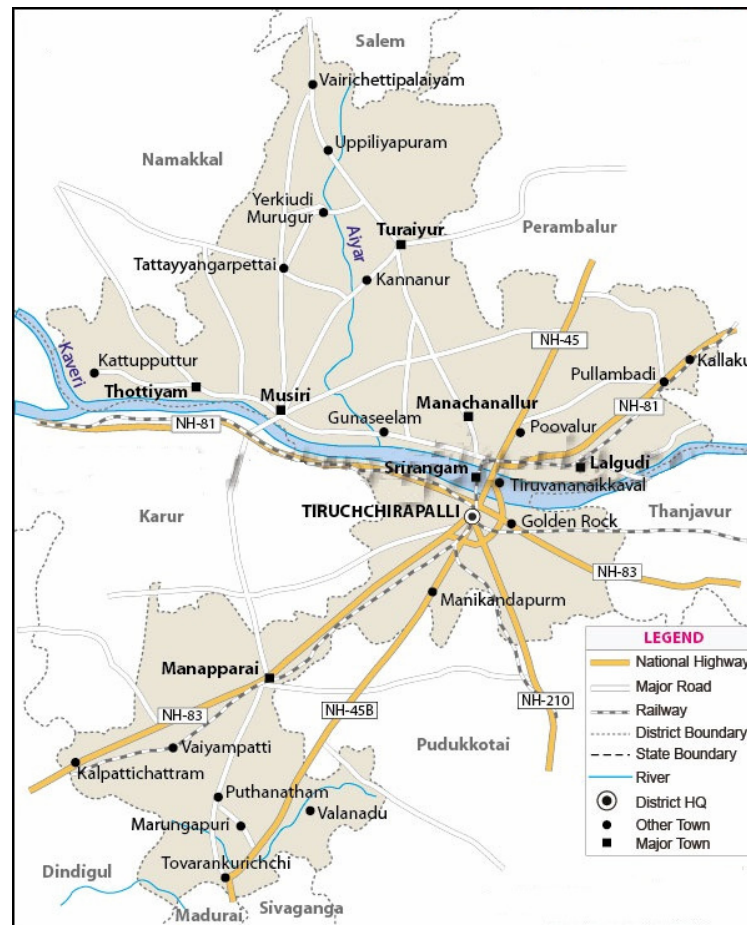 Salem
Vairichettipalaiyam
Uppiliyapuram
Namakkal
Yerkiudi
Murugur
Turaiyur
Perambalur
Aiyar
Tattayyangarpettai
Kannanur
NH-45
Kaveri
Kattupputtur
Kallaku
Pullambadi
Thottiyam
Musiri
Manachanallur
NH-81
NH-81
Gunaseelam
Poovalur
Srirangam
Lalgudi
Tiruvananaikkaval
TIRUCHCHIRAPALLI
Karur
Golden Rock
Thanjavur
NH-83
Manikandapurm
Manapparai
NH-45B
NH-210
NH-83
Vaiyampatti
Pudukkotai
Kalpattichattram
Puthanatham
Valanadu
Marungapuri
Tovarankurichchi
Dindigul
Madurai
Sivaganga
LEGEND
National Highway
Major Road
Railway
District Boundary
State Boundary
River
District HQ
Other Town
Major Town